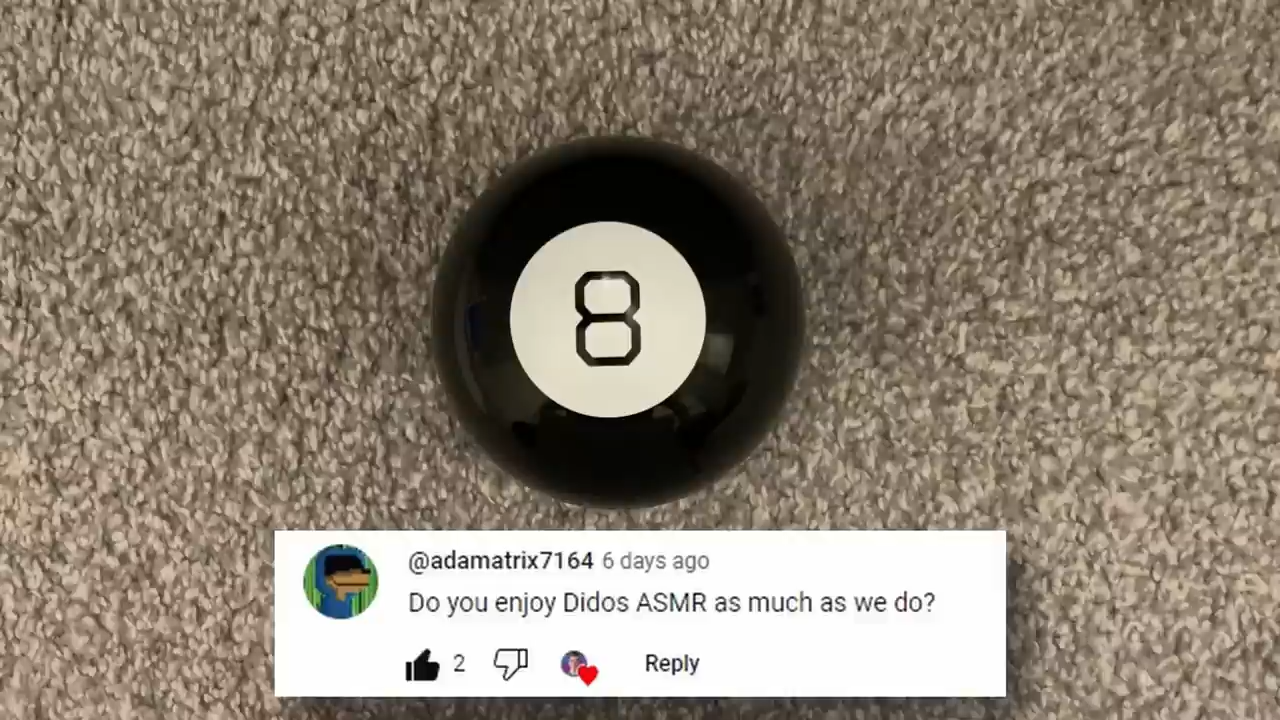 8
@adamatrix7164 6 days ago
Do you enjoy Didos ASMR as much as we do?
2
Reply